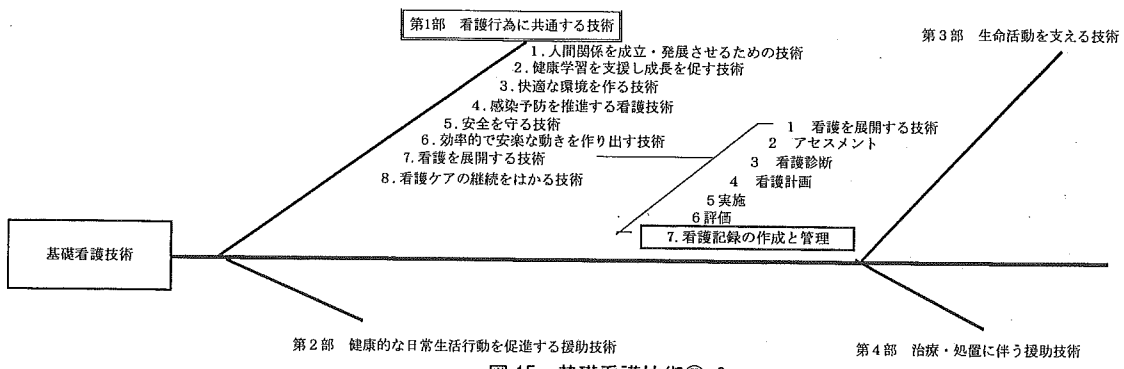 第1部 看護行為に共通する技術
1.人間関係を成立・発展させるための技術
2.健康学習を支援し成長を促す技術
3.快適な環境を作る技術
4.感染予防を推進する看護技術
5.安全を守る技術
6.効率的で安楽な動きを作り出す技術
7.看護を展開する技術
8.看護ケアの継続をはかる技術
1 看護を展開する技術
2 アセスメント
3 看護診断
4 看護計画
5実施
6評価
7.看護記録の作成と管理
第3部 生命活動を支える技術
基礎看護技術
第2部 健康的な日常生活行動を促進する援助技術
第4部 治療・処置に伴う援助技術